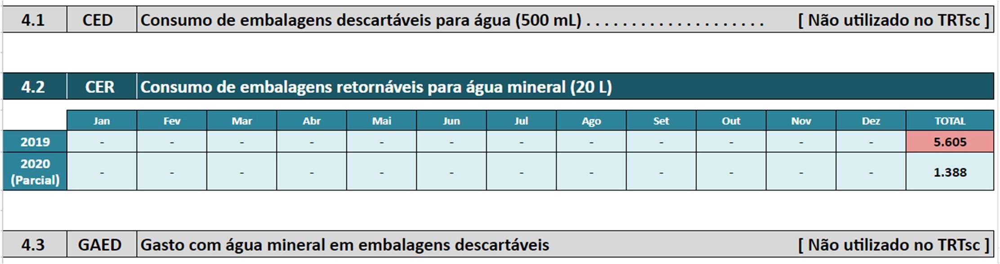 4.1 CED Consumo de embalagens descartáveis para água (500 mL) . . . . . . . . . . . . . . . . . . . . [ Não utilizado no TRTsc ]
4.2 CER Consumo de embalagens retornáveis para água mineral (20 L)
Jan Fev Mar Abr Mai Jun Jul Ago Set Out Nov Dez TOTAL
2019 - - - - - - - - - - - - 5.605
2020
(Parcial) - - - - - - - - - - - - 1.388
4.3 GAED Gasto com água mineral em embalagens descartáveis [ Não utilizado no TRTsc ]